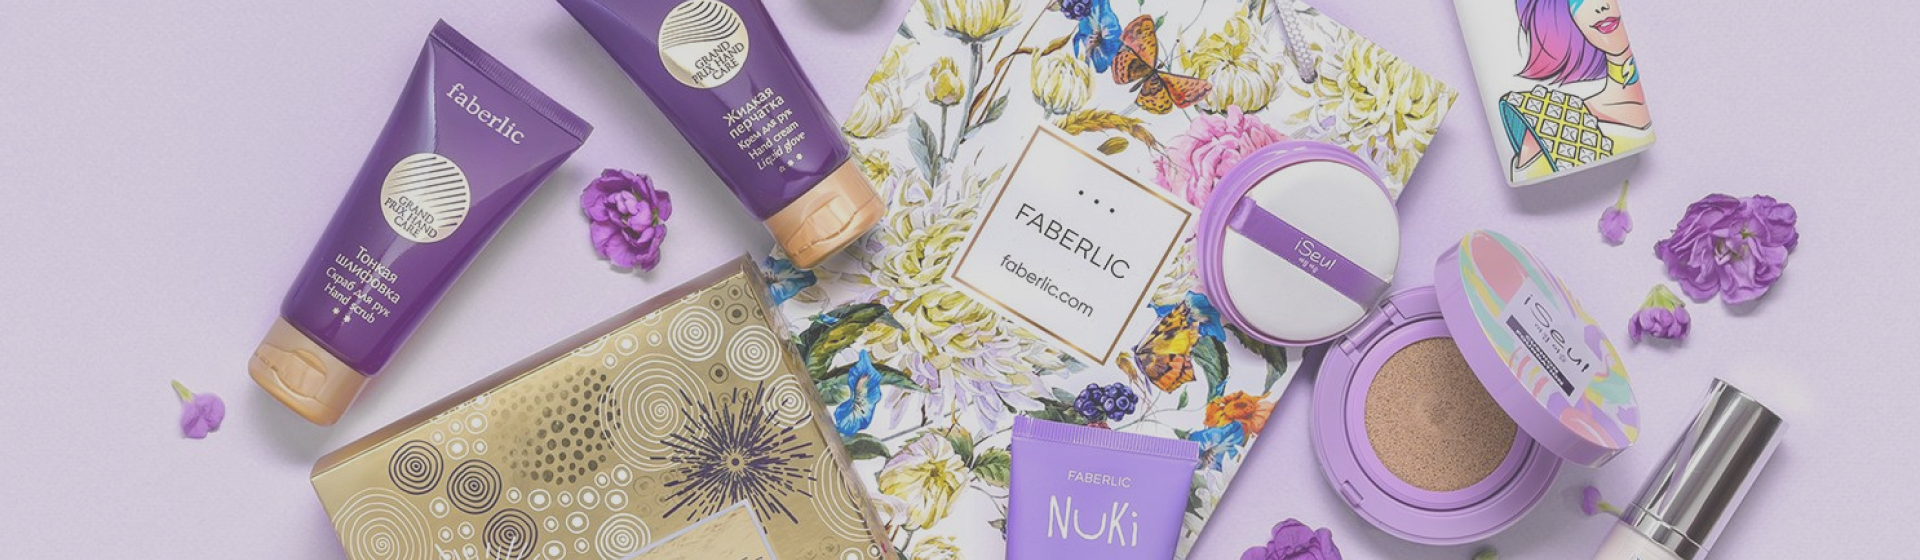 faberlic
GRAND
PRIX HAND
CARE
Тонкая
шлифовка
Скраб для рук
Hand scrub
GRAND
PRIX HAND
CARE
Жидкая
перчатка
Крем для рук
Hand cream
Liquid glove
FABERLIC
faberlic.com
iSeul
iSeul
FABERLIC
NUKi